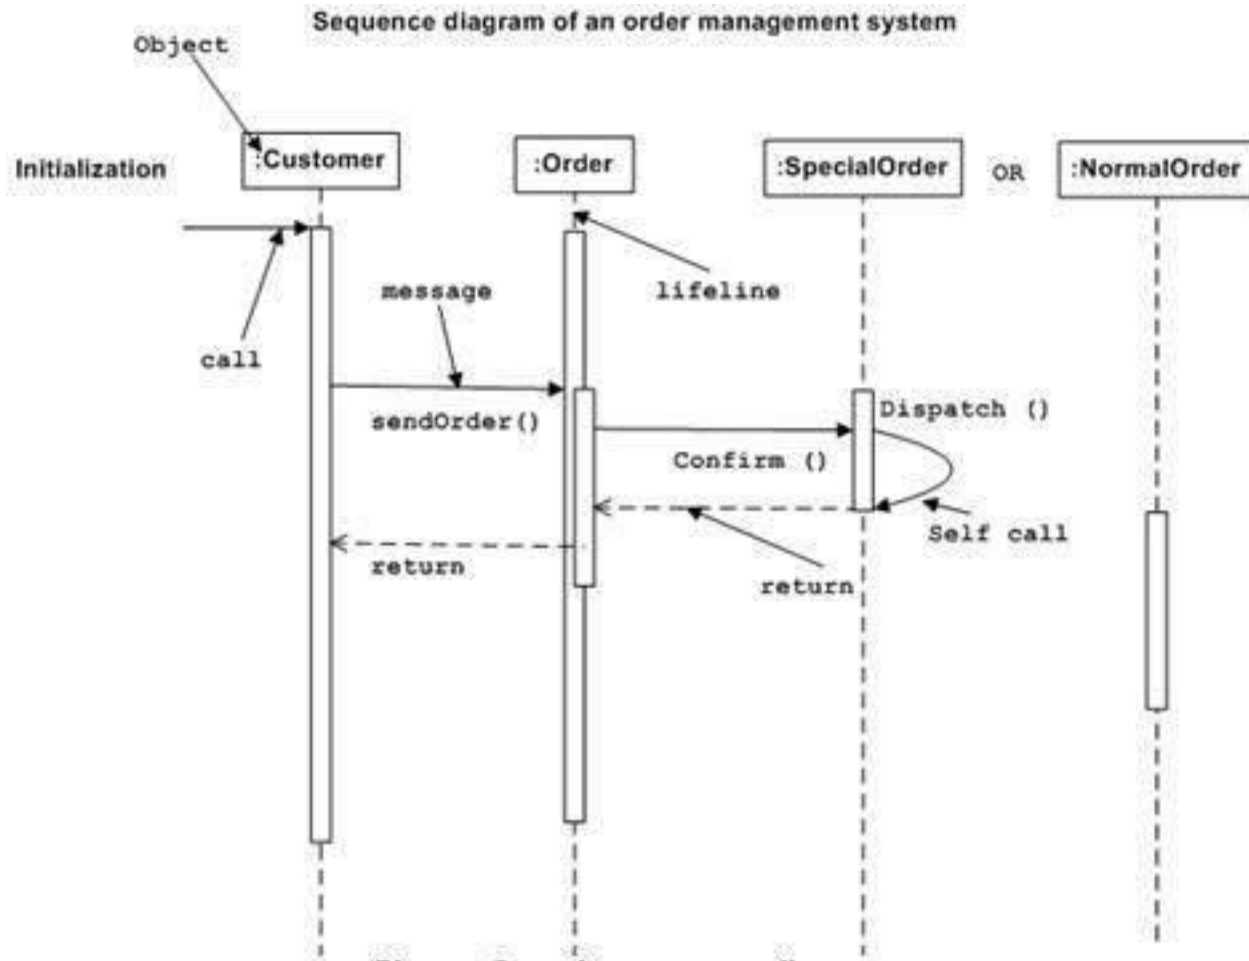 Sequence diagram of an order management system
Object
Initialization
:Customer
:Order
:SpecialOrder
OR
:NormalOrder
message
lifeline
call
sendOrder()
Dispatch ()
Confirm ()
Self call
return
return